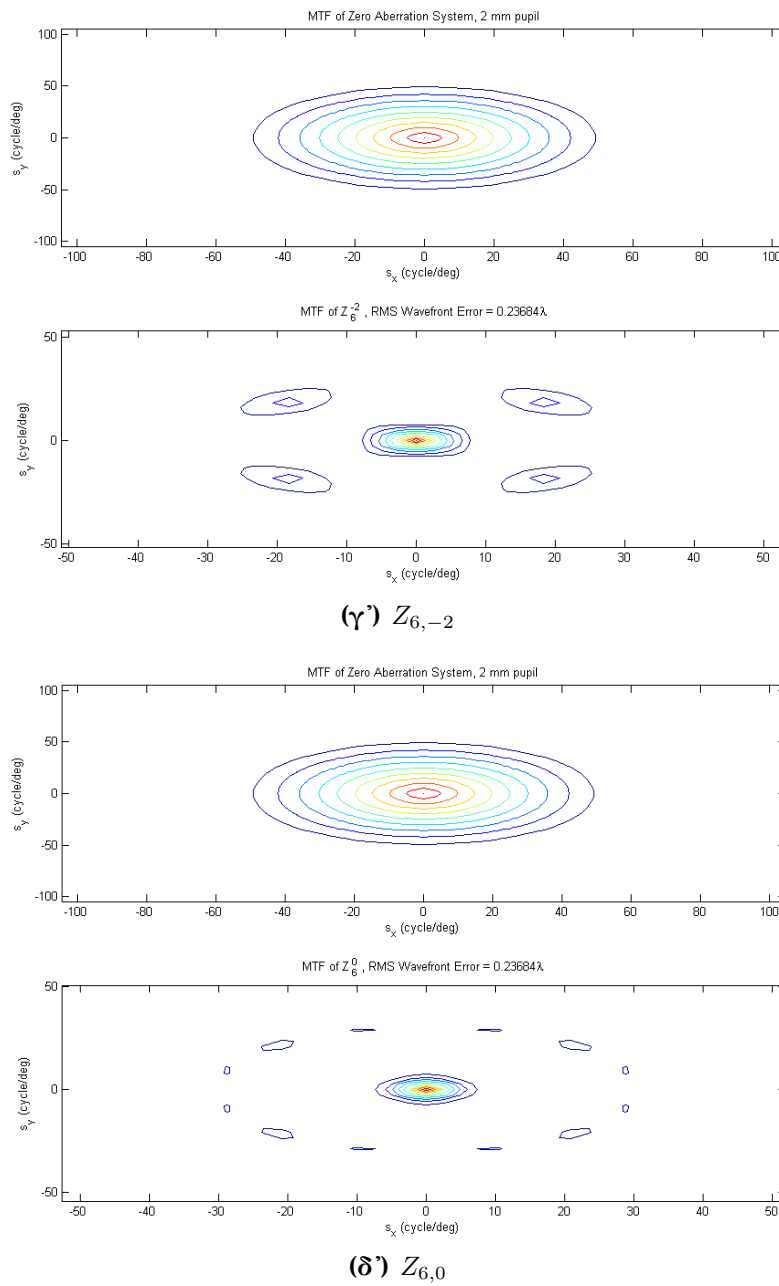 MTF of Zero Aberration System, 2 mm pupil
100
50
0
-50
-100
s_y (cycle/deg)
-100 -80 -60 -40 -20 0 20 40 60 80 100
s_x (cycle/deg)
MTF of Z_6^{-2} , RMS Wavefront Error = 0.23684λ
50
0
-50
s_y (cycle/deg)
-50 -40 -30 -20 -10 0 10 20 30 40 50
s_x (cycle/deg)
(γ') Z_{6,−2}
MTF of Zero Aberration System, 2 mm pupil
100
50
0
-50
-100
s_y (cycle/deg)
-100 -80 -60 -40 -20 0 20 40 60 80 100
s_x (cycle/deg)
MTF of Z_6^0 , RMS Wavefront Error = 0.23684λ
50
0
-50
s_y (cycle/deg)
-50 -40 -30 -20 -10 0 10 20 30 40 50
s_x (cycle/deg)
(δ') Z_{6,0}